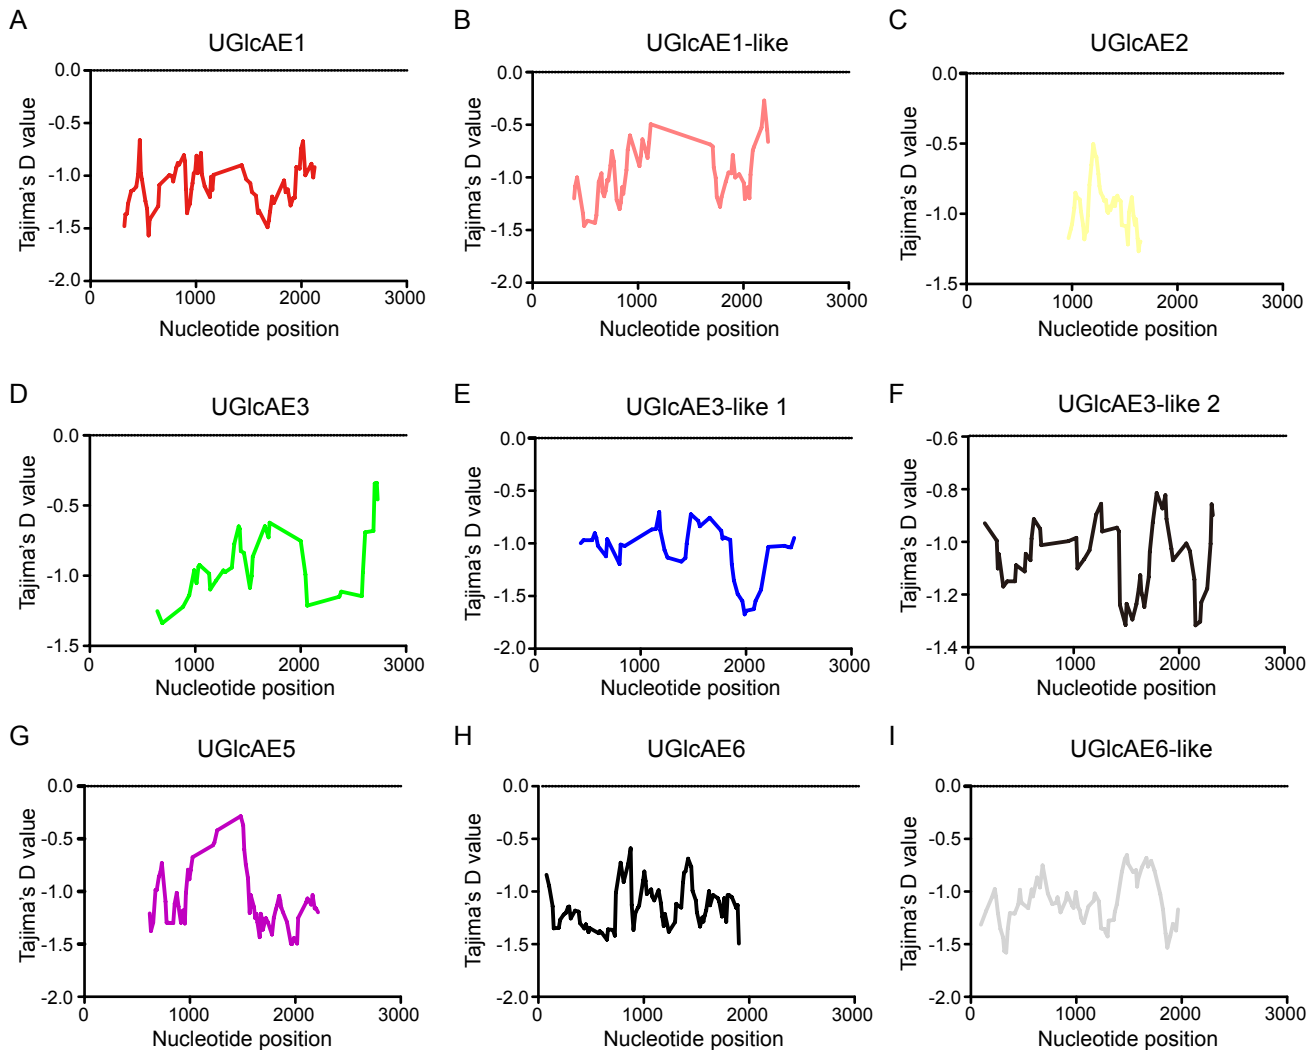 A
UGlcAE1
Tajima's D value
0.0
-0.5
-1.0
-1.5
-2.0
0
1000
2000
3000
Nucleotide position
B
UGlcAE1-like
Tajima's D value
0.0
-0.5
-1.0
-1.5
-2.0
0
1000
2000
3000
Nucleotide position
C
UGlcAE2
Tajima's D value
0.0
-0.5
-1.0
-1.5
0
1000
2000
3000
Nucleotide position
D
UGlcAE3
Tajima's D value
0.0
-0.5
-1.0
-1.5
0
1000
2000
3000
Nucleotide position
E
UGlcAE3-like 1
Tajima's D value
0.0
-0.5
-1.0
-1.5
-2.0
0
1000
2000
3000
Nucleotide position
F
UGlcAE3-like 2
Tajima's D value
-0.6
-0.8
-1.0
-1.2
-1.4
0
1000
2000
3000
Nucleotide position
G
UGlcAE5
Tajima's D value
0.0
-0.5
-1.0
-1.5
-2.0
0
1000
2000
3000
Nucleotide position
H
UGlcAE6
Tajima's D value
0.0
-0.5
-1.0
-1.5
-2.0
0
1000
2000
3000
Nucleotide position
I
UGlcAE6-like
Tajima's D value
0.0
-0.5
-1.0
-1.5
-2.0
0
1000
2000
3000
Nucleotide position